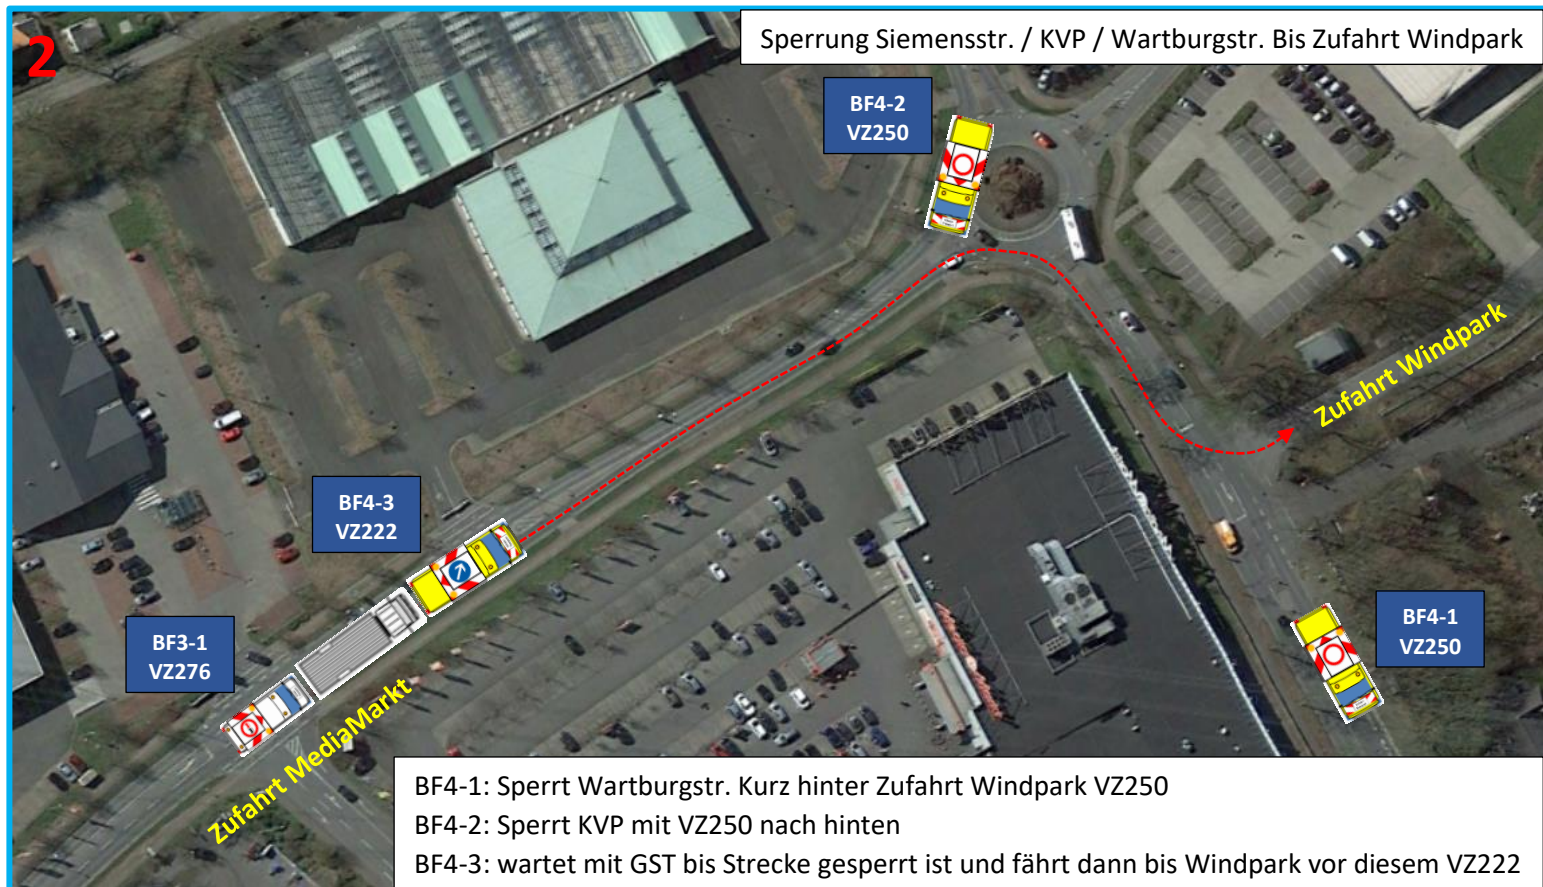 2
Sperrung Siemensstr. / KVP / Wartburgstr. Bis Zufahrt Windpark
BF4-2
VZ250
Zufahrt Windpark
BF4-3
VZ222
BF3-1
VZ276
BF4-1
VZ250
Zufahrt MediaMarkt
BF4-1: Sperrt Wartburgstr. Kurz hinter Zufahrt Windpark VZ250
BF4-2: Sperrt KVP mit VZ250 nach hinten
BF4-3: wartet mit GST bis Strecke gesperrt ist und fährt dann bis Windpark vor diesem VZ222